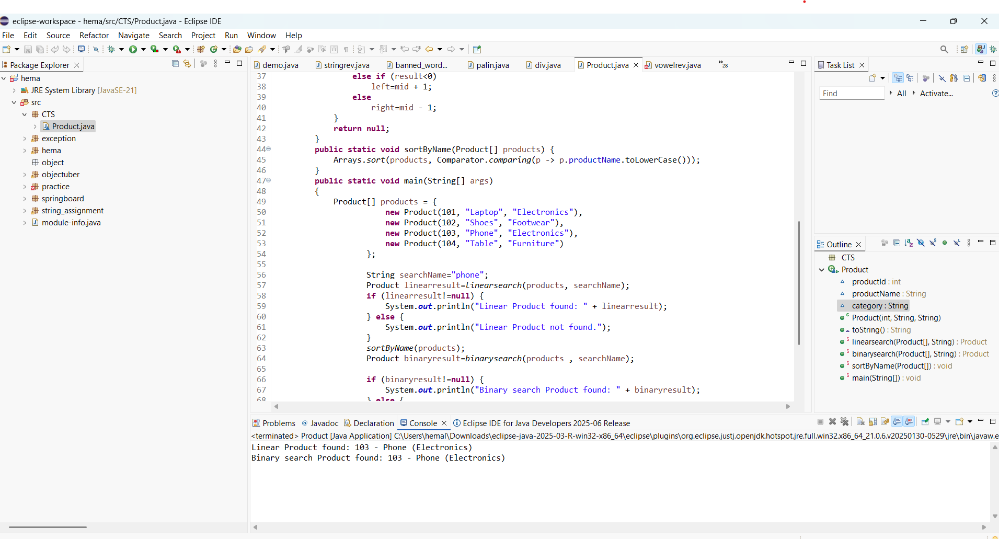 eclipse-workspace - hema/src/CTS/Product.java - Eclipse IDE
File Edit Source Refactor Navigate Search Project Run Window Help
Package Explorer
hema
JRE System Library [JavaSE-21]
src
CTS
Product.java
exception
hema
object
objectuber
practice
springboard
string_assignment
module-info.java
demo.java stringrev.java banned_word... palin.java div.java Product.java vowelrev.java »28
37 else if (result<0)
38 left=mid + 1;
39 else
40 right=mid - 1;
41 }
42 return null;
43 }
44 public static void sortByName(Product[] products) {
45 Arrays.sort(products, Comparator.comparing(p -> p.productName.toLowerCase()));
46 }
47 public static void main(String[] args)
48 {
49 Product[] products = {
50 new Product(101, "Laptop", "Electronics"),
51 new Product(102, "Shoes", "Footwear"),
52 new Product(103, "Phone", "Electronics"),
53 new Product(104, "Table", "Furniture")
54 };
55
56 String searchName="phone";
57 Product linearresult=linearsearch(products, searchName);
58 if (linearresult!=null) {
59 System.out.println("Linear Product found: " + linearresult);
60 } else {
61 System.out.println("Linear Product not found.");
62 }
63 sortByName(products);
64 Product binaryresult=binarysearch(products , searchName);
65
66 if (binaryresult!=null) {
67 System.out.println("Binary search Product found: " + binaryresult);
68 } else {
Task List
Find All Activate...
Outline
CTS
Product
productId : int
productName : String
category : String
Product(int, String, String)
toString() : String
linearsearch(Product[], String) : Product
binarysearch(Product[], String) : Product
sortByName(Product[]) : void
main(String[]) : void
Problems @ Javadoc Declaration Console Eclipse IDE for Java Developers 2025-06 Release
<terminated> Product [Java Application] C:\Users\hemal\Downloads\eclipse-java-2025-03-R-win32-x86_64\eclipse\plugins\org.eclipse.justj.openjdk.hotspot.jre.full.win32.x86_64_21.0.6.v20250130-0529\jre\bin\javaw.e
Linear Product found: 103 - Phone (Electronics)
Binary search Product found: 103 - Phone (Electronics)